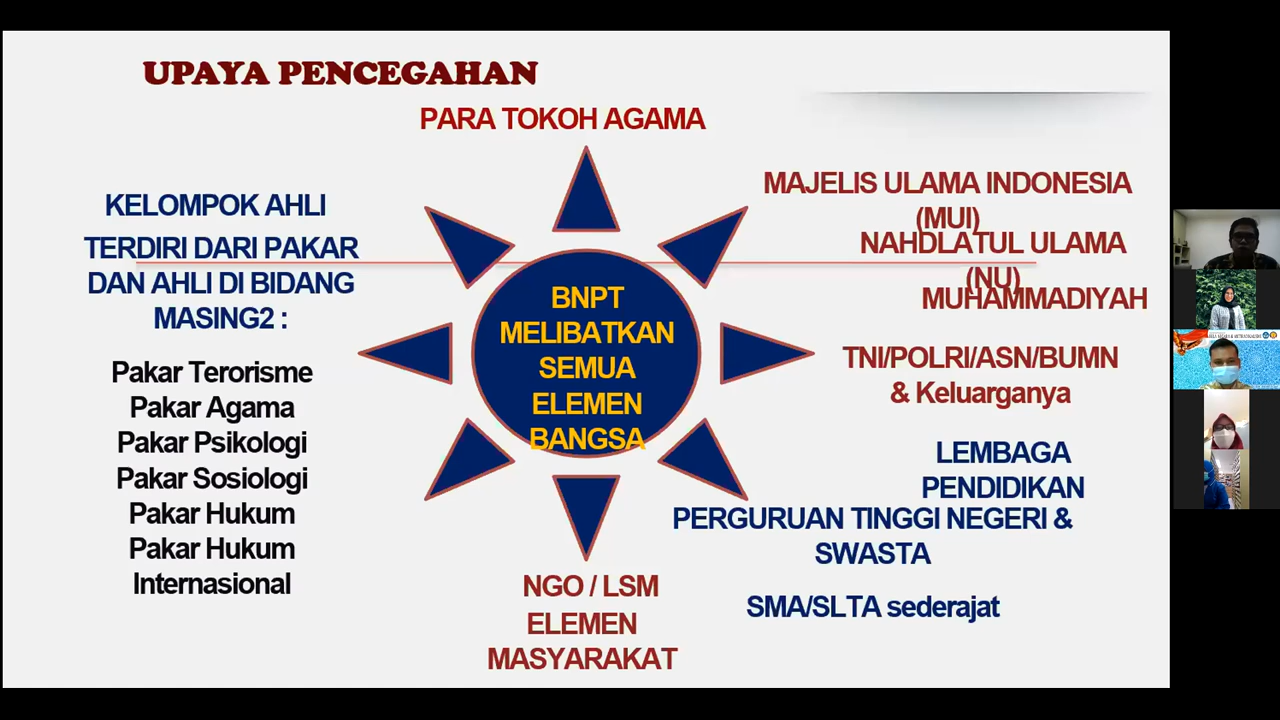 UPAYA PENCEGAHAN
PARA TOKOH AGAMA
KELOMPOK AHLI
TERDIRI DARI PAKAR
DAN AHLI DI BIDANG
MASING2 :
Pakar Terorisme
Pakar Agama
Pakar Psikologi
Pakar Sosiologi
Pakar Hukum
Pakar Hukum
Internasional
BNPT
MELIBATKAN
SEMUA
ELEMEN
BANGSA
MAJELIS ULAMA INDONESIA
(MUI)
NAHDLATUL ULAMA
(NU)
MUHAMMADIYAH
TNI/POLRI/ASN/BUMN
& Keluarganya
LEMBAGA
PENDIDIKAN
PERGURUAN TINGGI NEGERI &
SWASTA
SMA/SLTA sederajat
NGO / LSM
ELEMEN
MASYARAKAT